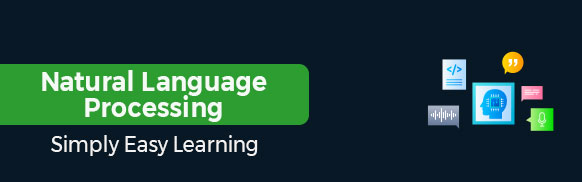 Natural Language
Processing
Simply Easy Learning